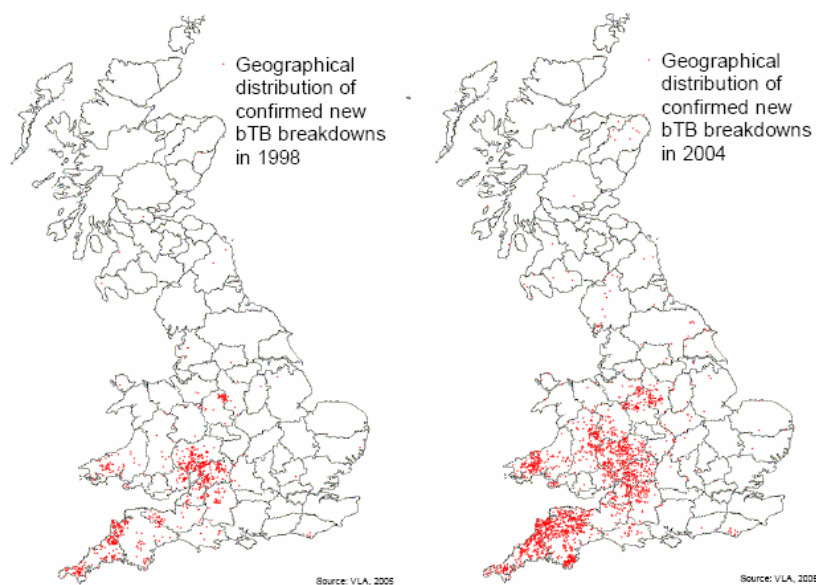 Geographical
distribution of
confirmed new
bTB breakdowns
in 1998
Source: VLA, 2005
Geographical
distribution of
confirmed new
bTB breakdowns
in 2004
Source: VLA, 2005